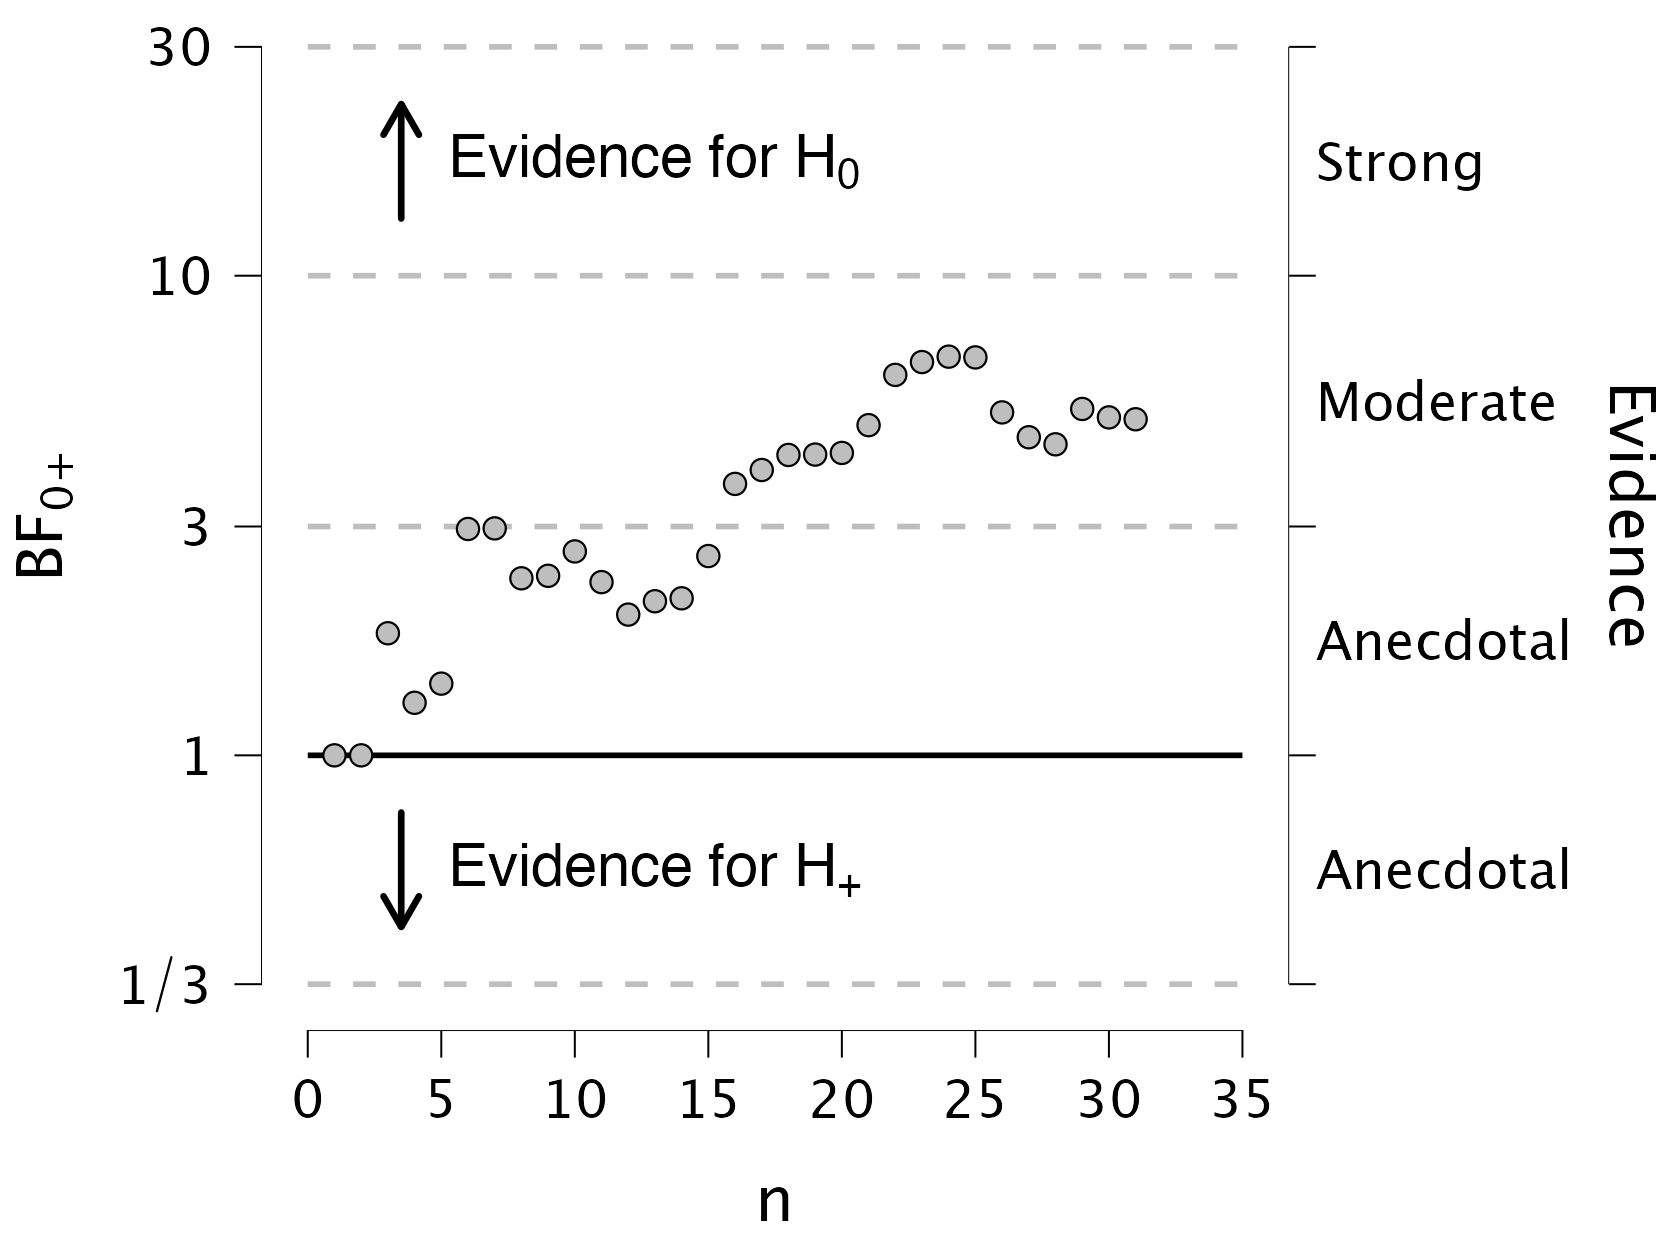 30
10
3
1
1/3
BF0+
Evidence for H0
Evidence for H+
Strong
Moderate
Anecdotal
Anecdotal
Evidence
0 5 10 15 20 25 30 35
n